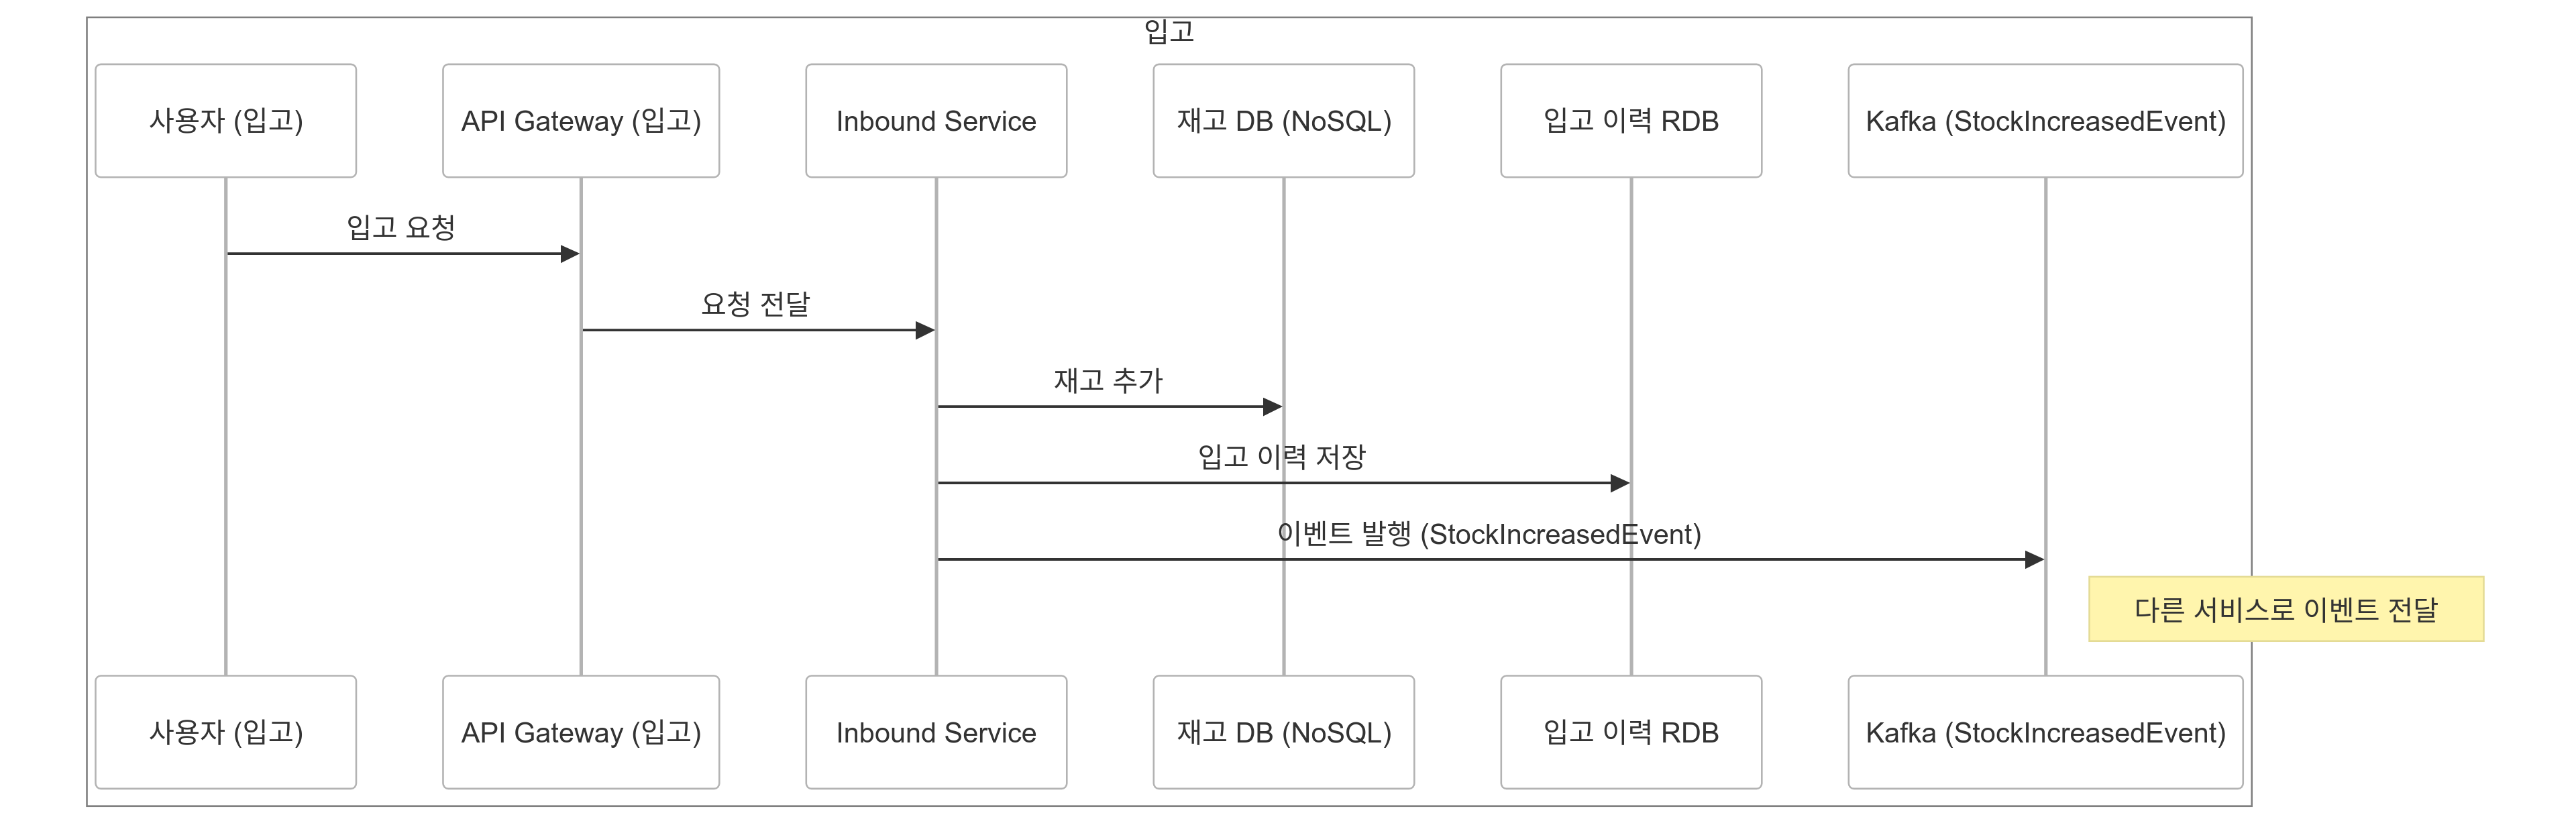 입고
사용자 (입고)
API Gateway (입고)
Inbound Service
재고 DB (NoSQL)
입고 이력 RDB
Kafka (StockIncreasedEvent)
입고 요청
요청 전달
재고 추가
입고 이력 저장
이벤트 발행 (StockIncreasedEvent)
다른 서비스로 이벤트 전달
사용자 (입고)
API Gateway (입고)
Inbound Service
재고 DB (NoSQL)
입고 이력 RDB
Kafka (StockIncreasedEvent)